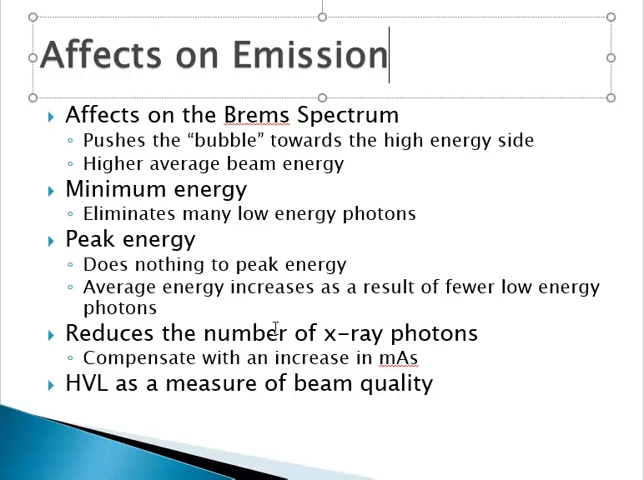 Affects on Emission
Affects on the Brems Spectrum
Pushes the “bubble” towards the high energy side
Higher average beam energy
Minimum energy
Eliminates many low energy photons
Peak energy
Does nothing to peak energy
Average energy increases as a result of fewer low energy
photons
Reduces the number of x-ray photons
Compensate with an increase in mAs
HVL as a measure of beam quality